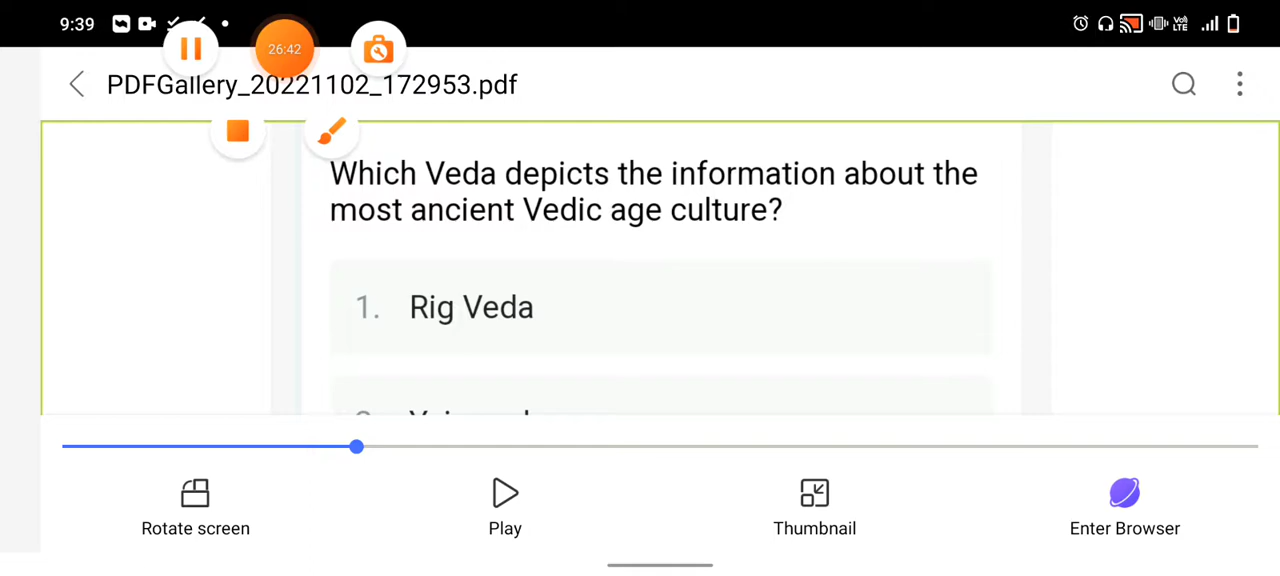 9:39
VoLTE
26:42
PDFGallery_20221102_172953.pdf
Which Veda depicts the information about the
most ancient Vedic age culture?
1. Rig Veda
Rotate screen
Play
Thumbnail
Enter Browser